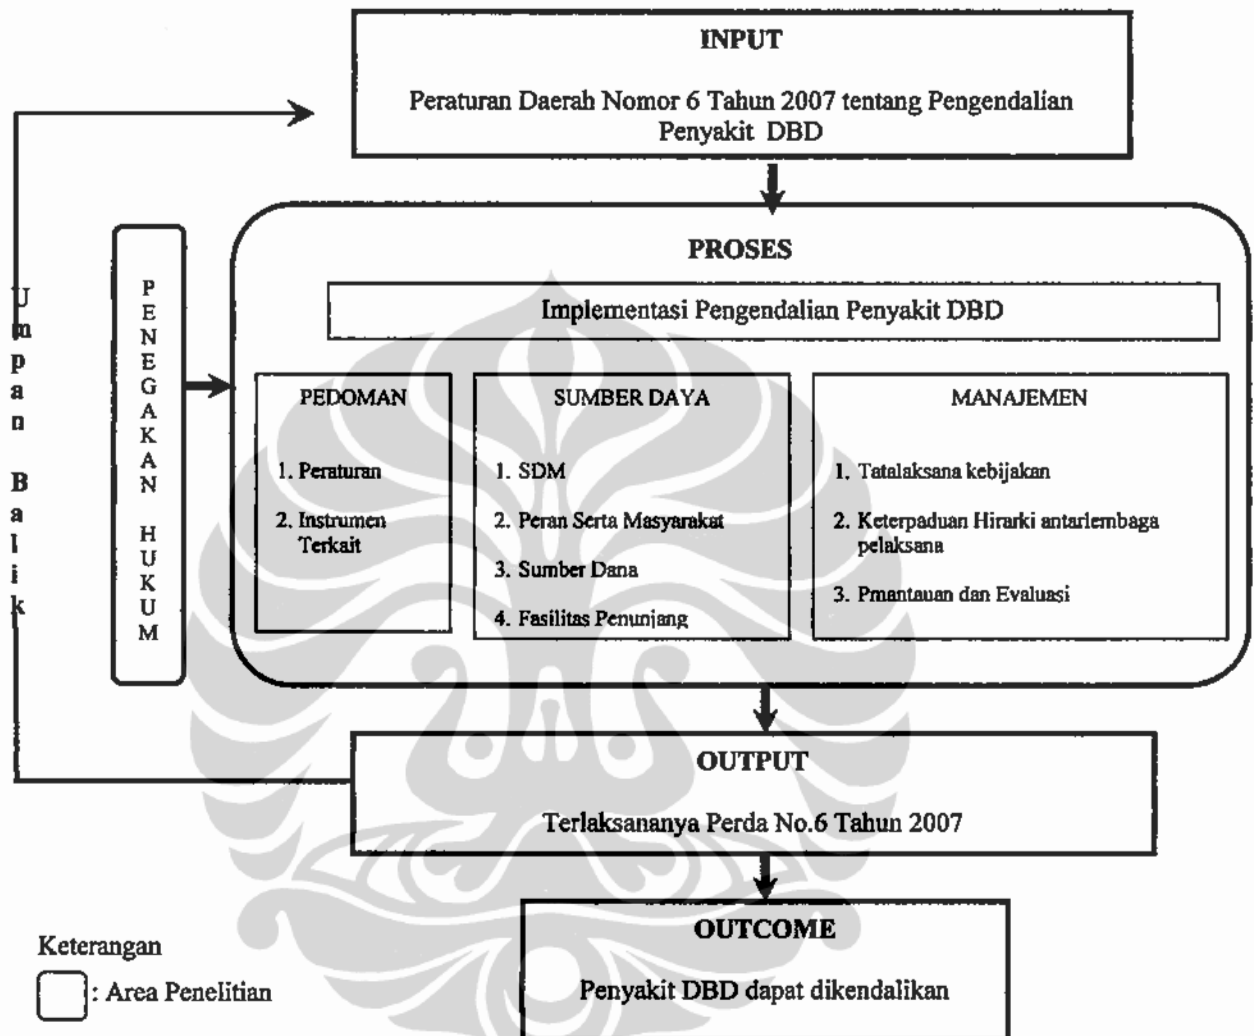 INPUT
Peraturan Daerah Nomor 6 Tahun 2007 tentang Pengendalian
Penyakit DBD
Umpan Balik
PENEGAKAN HUKUM
PROSES
Implementasi Pengendalian Penyakit DBD
PEDOMAN
1. Peraturan
2. Instrumen
Terkait
SUMBER DAYA
1. SDM
2. Peran Serta Masyarakat
3. Sumber Dana
4. Fasilitas Penunjang
MANAJEMEN
1. Tatalaksana kebijakan
2. Keterpaduan Hirarki antarlembaga
pelaksana
3. Pmantauan dan Evaluasi
OUTPUT
Terlaksananya Perda No.6 Tahun 2007
OUTCOME
Penyakit DBD dapat dikendalikan
Keterangan
: Area Penelitian